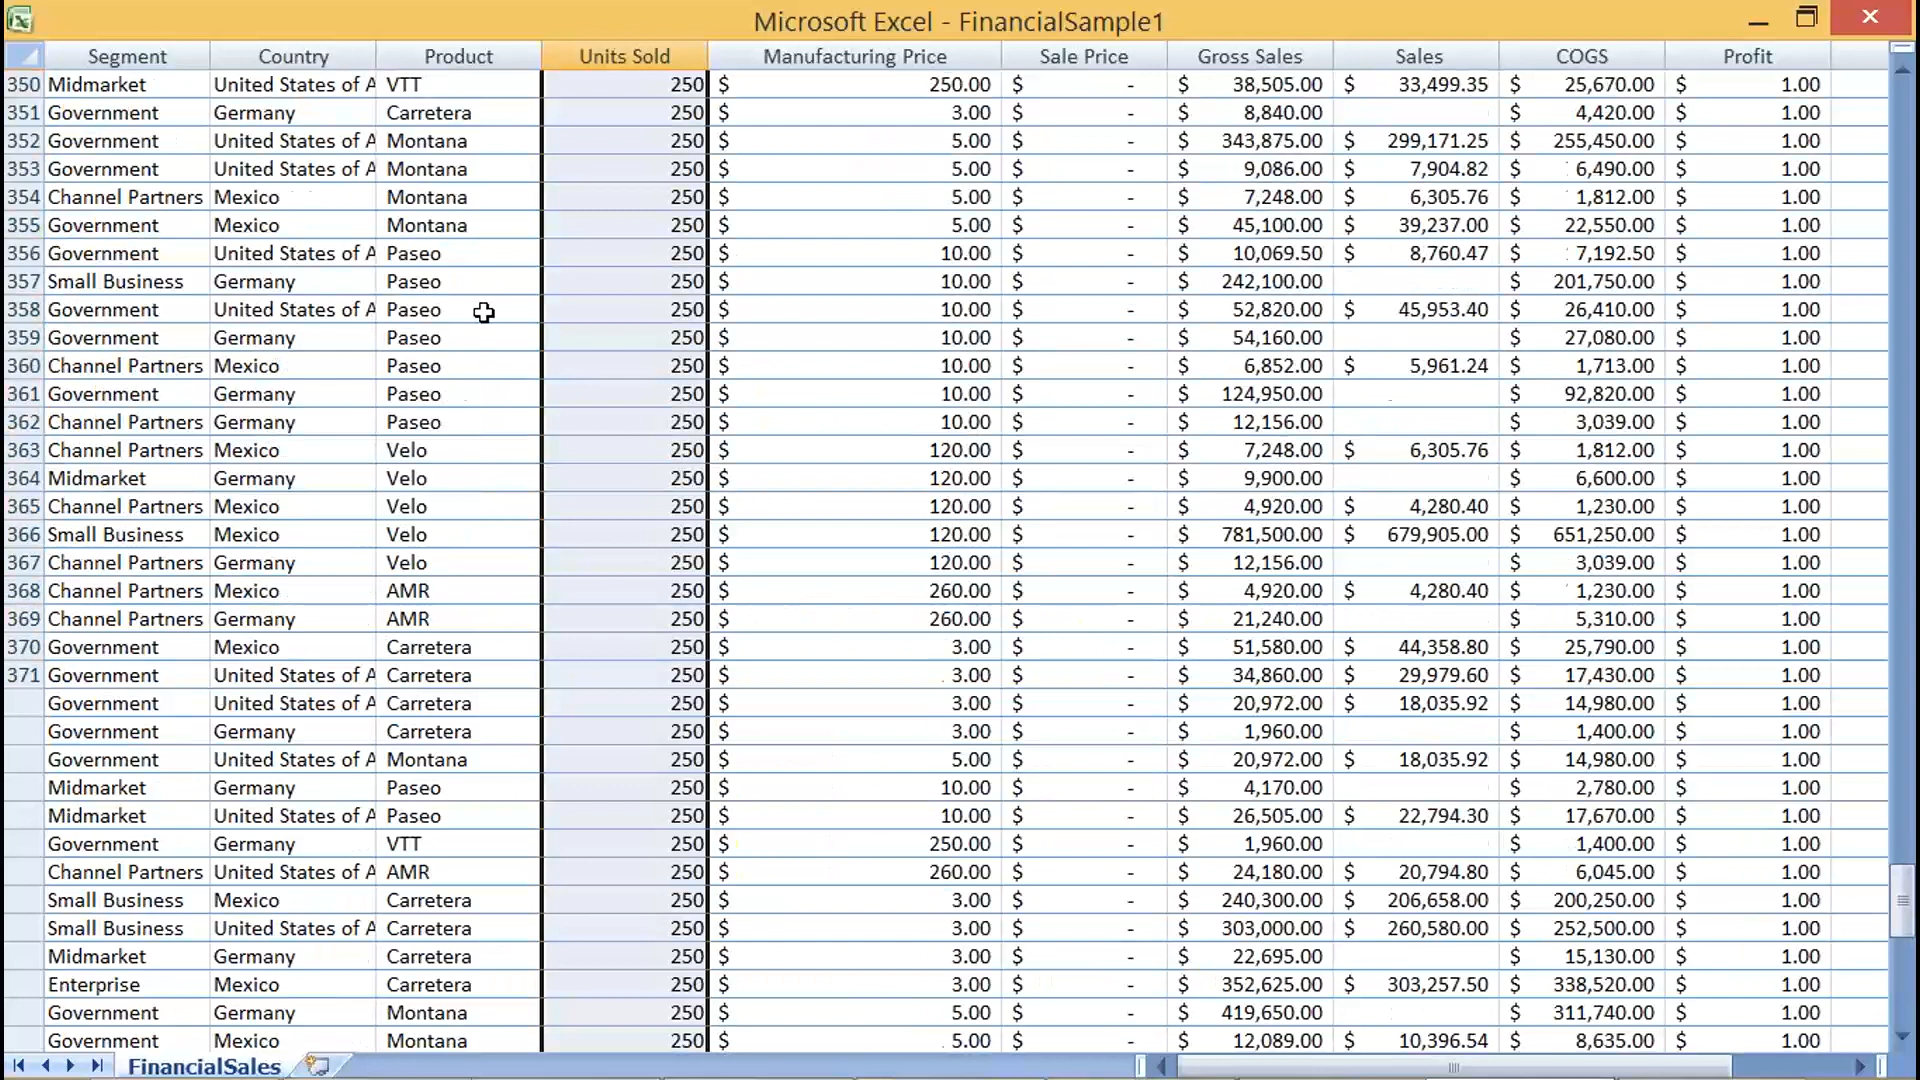 Microsoft Excel - FinancialSample1
Segment Country Product Units Sold Manufacturing Price Sale Price Gross Sales Sales COGS Profit
350 Midmarket United States of A VTT 250 $ 250.00 $ - $ 38,505.00 $ 33,499.35 $ 25,670.00 $ 1.00
351 Government Germany Carretera 250 $ 3.00 $ - $ 8,840.00 $ 4,420.00 $ 1.00
352 Government United States of A Montana 250 $ 5.00 $ - $ 343,875.00 $ 299,171.25 $ 255,450.00 $ 1.00
353 Government United States of A Montana 250 $ 5.00 $ - $ 9,086.00 $ 7,904.82 $ 6,490.00 $ 1.00
354 Channel Partners Mexico Montana 250 $ 5.00 $ - $ 7,248.00 $ 6,305.76 $ 1,812.00 $ 1.00
355 Government Mexico Montana 250 $ 5.00 $ - $ 45,100.00 $ 39,237.00 $ 22,550.00 $ 1.00
356 Government United States of A Paseo 250 $ 10.00 $ - $ 10,069.50 $ 8,760.47 $ 7,192.50 $ 1.00
357 Small Business Germany Paseo 250 $ 10.00 $ - $ 242,100.00 $ 201,750.00 $ 1.00
358 Government United States of A Paseo 250 $ 10.00 $ - $ 52,820.00 $ 45,953.40 $ 26,410.00 $ 1.00
359 Government Germany Paseo 250 $ 10.00 $ - $ 54,160.00 $ 27,080.00 $ 1.00
360 Channel Partners Mexico Paseo 250 $ 10.00 $ - $ 6,852.00 $ 5,961.24 $ 1,713.00 $ 1.00
361 Government Germany Paseo 250 $ 10.00 $ - $ 124,950.00 $ 92,820.00 $ 1.00
362 Channel Partners Germany Paseo 250 $ 10.00 $ - $ 12,156.00 $ 3,039.00 $ 1.00
363 Channel Partners Mexico Velo 250 $ 120.00 $ - $ 7,248.00 $ 6,305.76 $ 1,812.00 $ 1.00
364 Midmarket Germany Velo 250 $ 120.00 $ - $ 9,900.00 $ 6,600.00 $ 1.00
365 Channel Partners Mexico Velo 250 $ 120.00 $ - $ 4,920.00 $ 4,280.40 $ 1,230.00 $ 1.00
366 Small Business Mexico Velo 250 $ 120.00 $ - $ 781,500.00 $ 679,905.00 $ 651,250.00 $ 1.00
367 Channel Partners Germany Velo 250 $ 120.00 $ - $ 12,156.00 $ 3,039.00 $ 1.00
368 Channel Partners Mexico AMR 250 $ 260.00 $ - $ 4,920.00 $ 4,280.40 $ 1,230.00 $ 1.00
369 Channel Partners Germany AMR 250 $ 260.00 $ - $ 21,240.00 $ 5,310.00 $ 1.00
370 Government Mexico Carretera 250 $ 3.00 $ - $ 51,580.00 $ 44,358.80 $ 25,790.00 $ 1.00
371 Government United States of A Carretera 250 $ 3.00 $ - $ 34,860.00 $ 29,979.60 $ 17,430.00 $ 1.00
Government United States of A Carretera 250 $ 3.00 $ - $ 20,972.00 $ 18,035.92 $ 14,980.00 $ 1.00
Government Germany Carretera 250 $ 3.00 $ - $ 1,960.00 $ 1,400.00 $ 1.00
Government United States of A Montana 250 $ 5.00 $ - $ 20,972.00 $ 18,035.92 $ 14,980.00 $ 1.00
Midmarket Germany Paseo 250 $ 10.00 $ - $ 4,170.00 $ 2,780.00 $ 1.00
Midmarket United States of A Paseo 250 $ 10.00 $ - $ 26,505.00 $ 22,794.30 $ 17,670.00 $ 1.00
Government Germany VTT 250 $ 250.00 $ - $ 1,960.00 $ 1,400.00 $ 1.00
Channel Partners United States of A AMR 250 $ 260.00 $ - $ 24,180.00 $ 20,794.80 $ 6,045.00 $ 1.00
Small Business Mexico Carretera 250 $ 3.00 $ - $ 240,300.00 $ 206,658.00 $ 200,250.00 $ 1.00
Small Business United States of A Carretera 250 $ 3.00 $ - $ 303,000.00 $ 260,580.00 $ 252,500.00 $ 1.00
Midmarket Germany Carretera 250 $ 3.00 $ - $ 22,695.00 $ 15,130.00 $ 1.00
Enterprise Mexico Carretera 250 $ 3.00 $ - $ 352,625.00 $ 303,257.50 $ 338,520.00 $ 1.00
Government Germany Montana 250 $ 5.00 $ - $ 419,650.00 $ 311,740.00 $ 1.00
Government Mexico Montana 250 $ 5.00 $ - $ 12,089.00 $ 10,396.54 $ 8,635.00 $ 1.00
FinancialSales